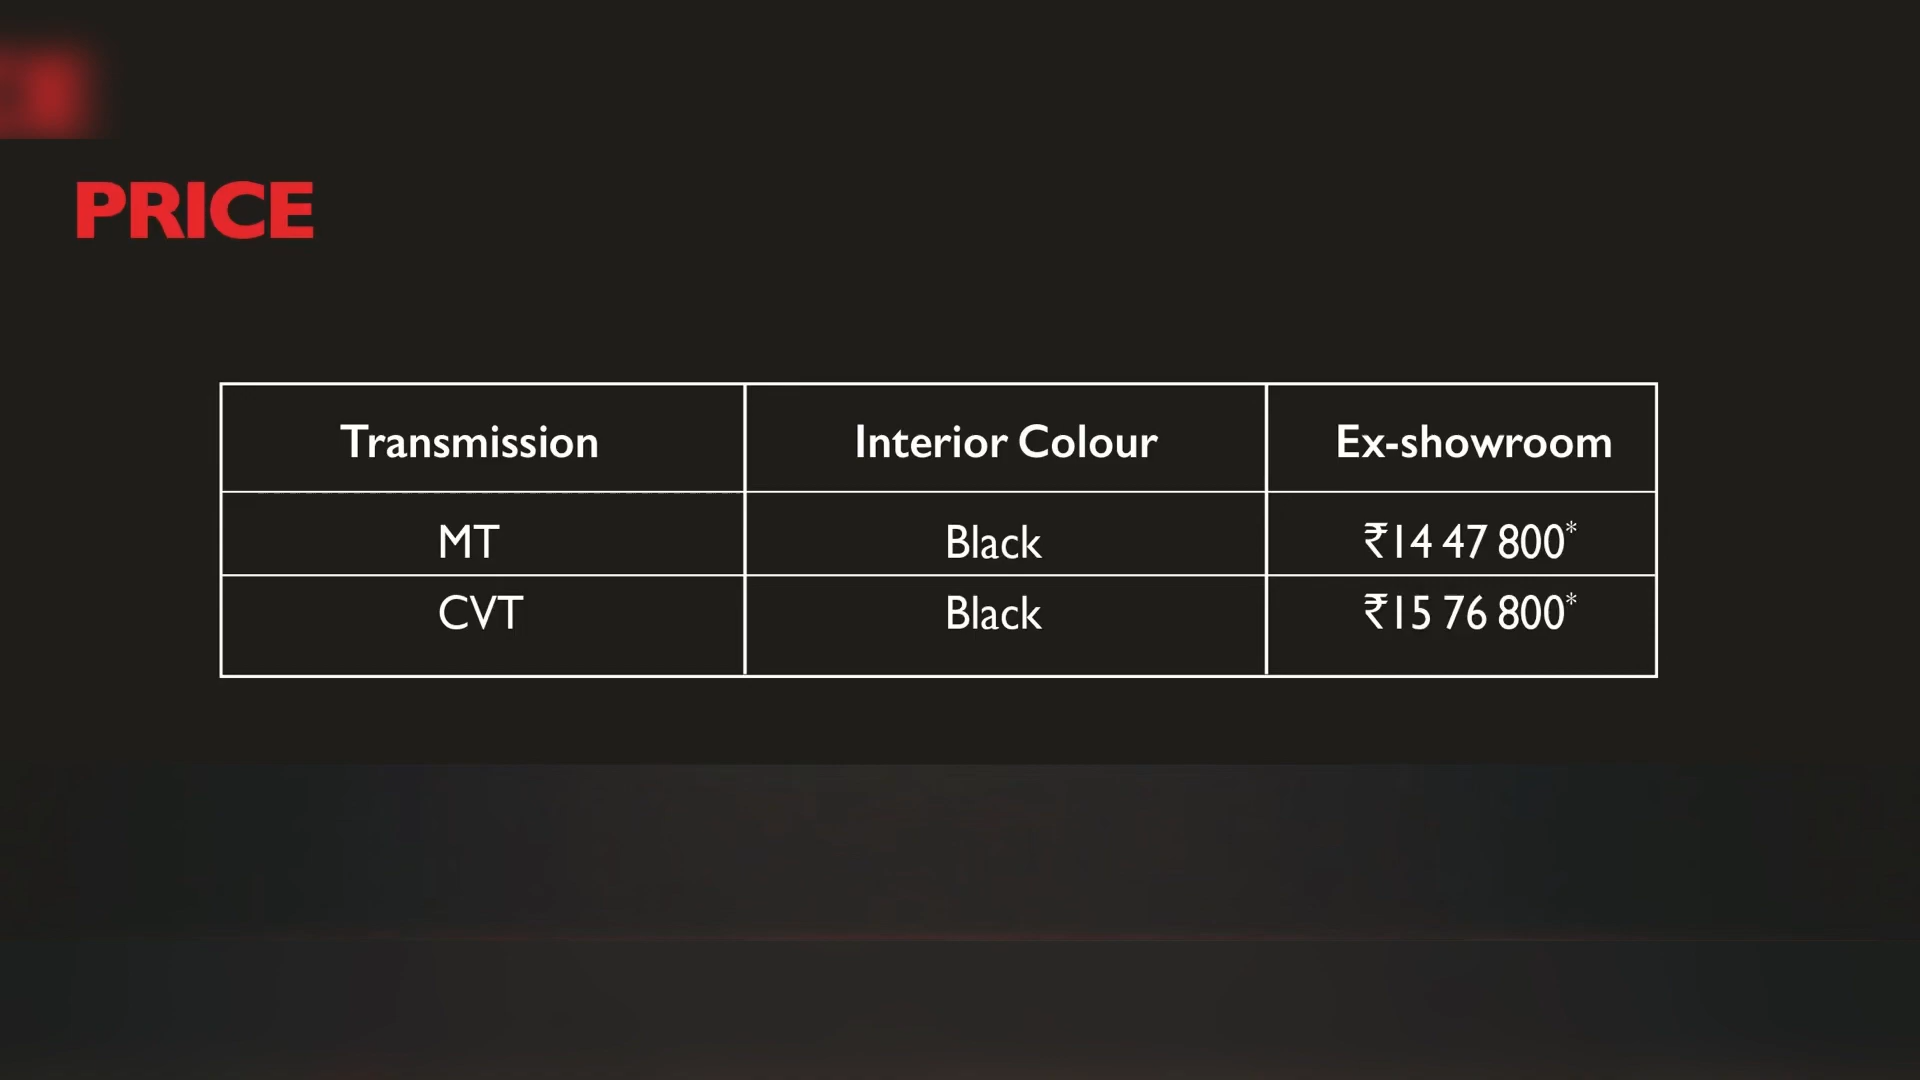 PRICE
Transmission Interior Colour Ex-showroom
MT Black ₹14 47 800*
CVT Black ₹15 76 800*